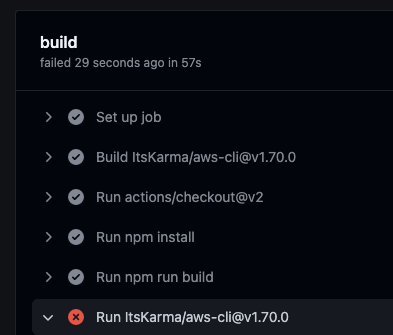 build
failed 29 seconds ago in 57s
Set up job
Build ItsKarma/aws-cli@v1.70.0
Run actions/checkout@v2
Run npm install
Run npm run build
Run ItsKarma/aws-cli@v1.70.0